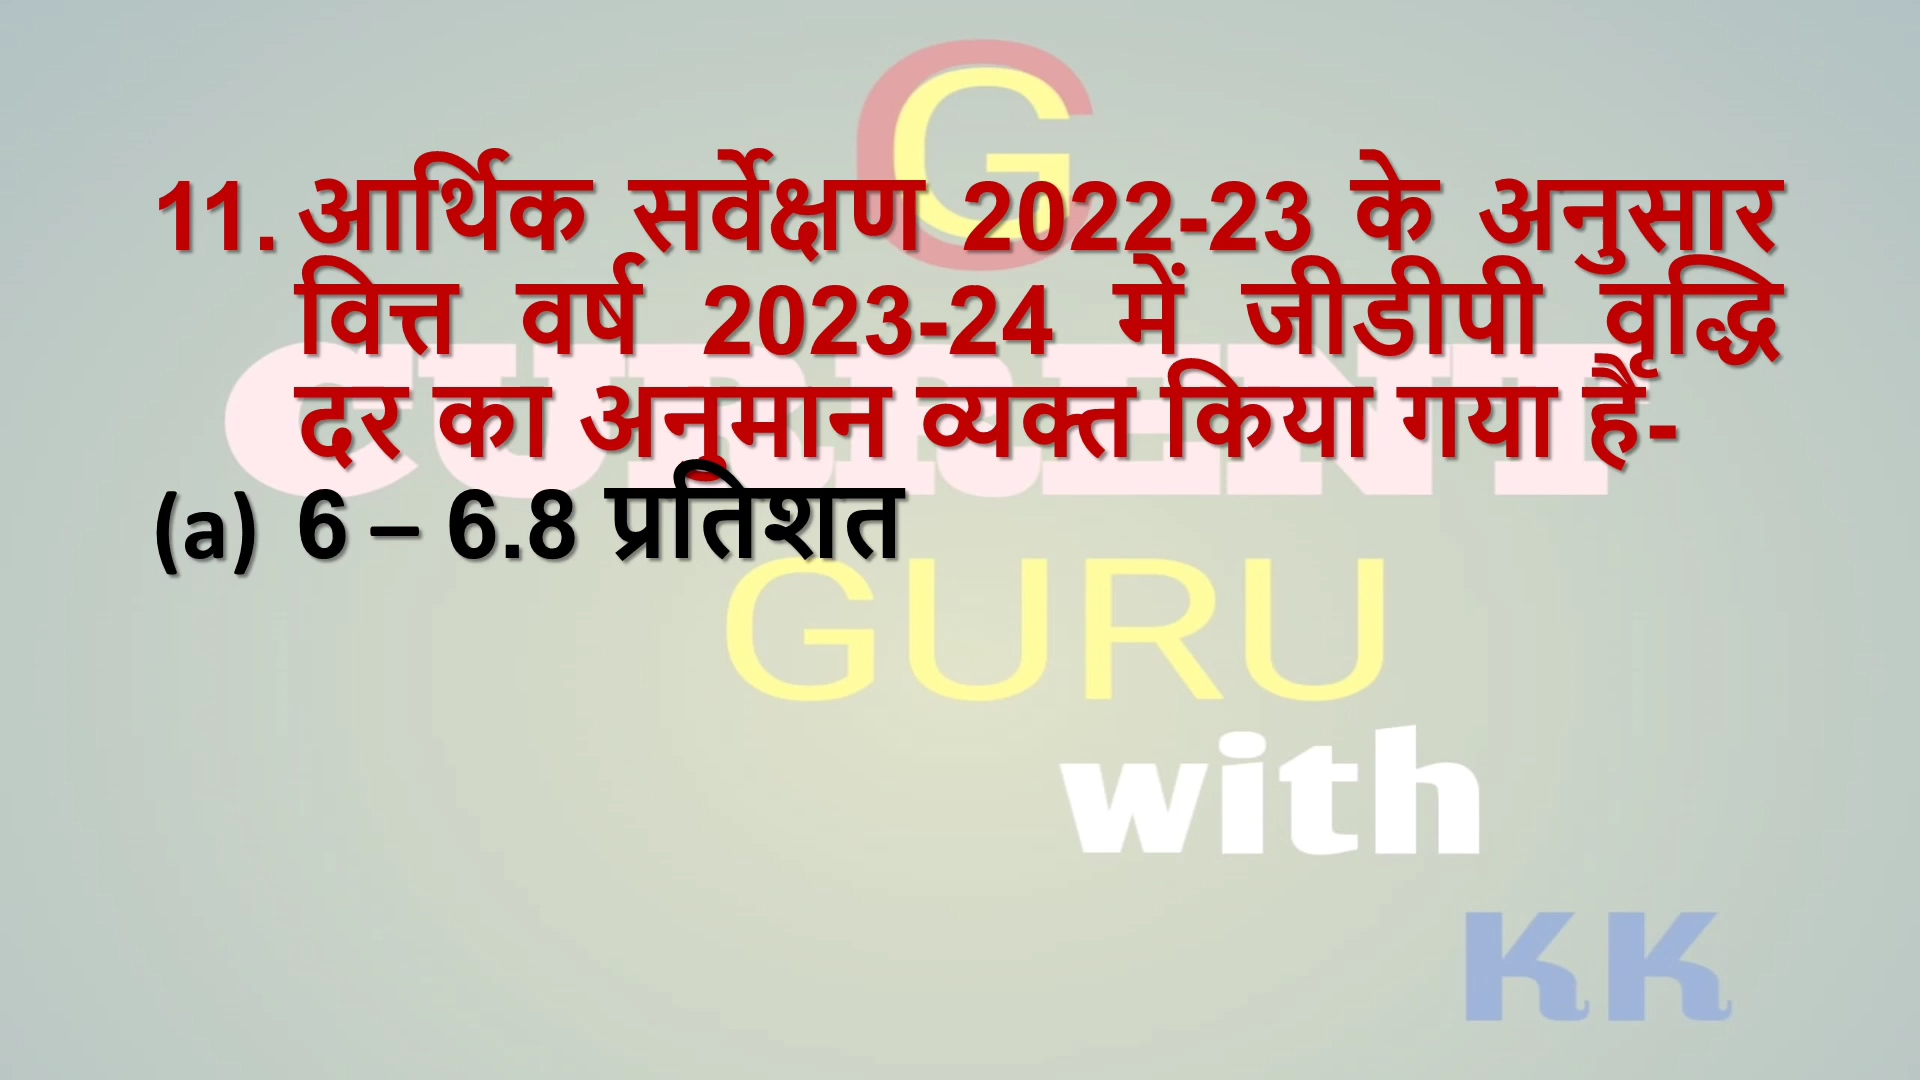 G
11. आर्थिक सर्वेक्षण 2022-23 के अनुसार
वित्त वर्ष 2023-24 में जीडीपी वृद्धि
दर का अनुमान व्यक्त किया गया है-
CURRENT
(a) 6 – 6.8 प्रतिशत
GURU
with
KK